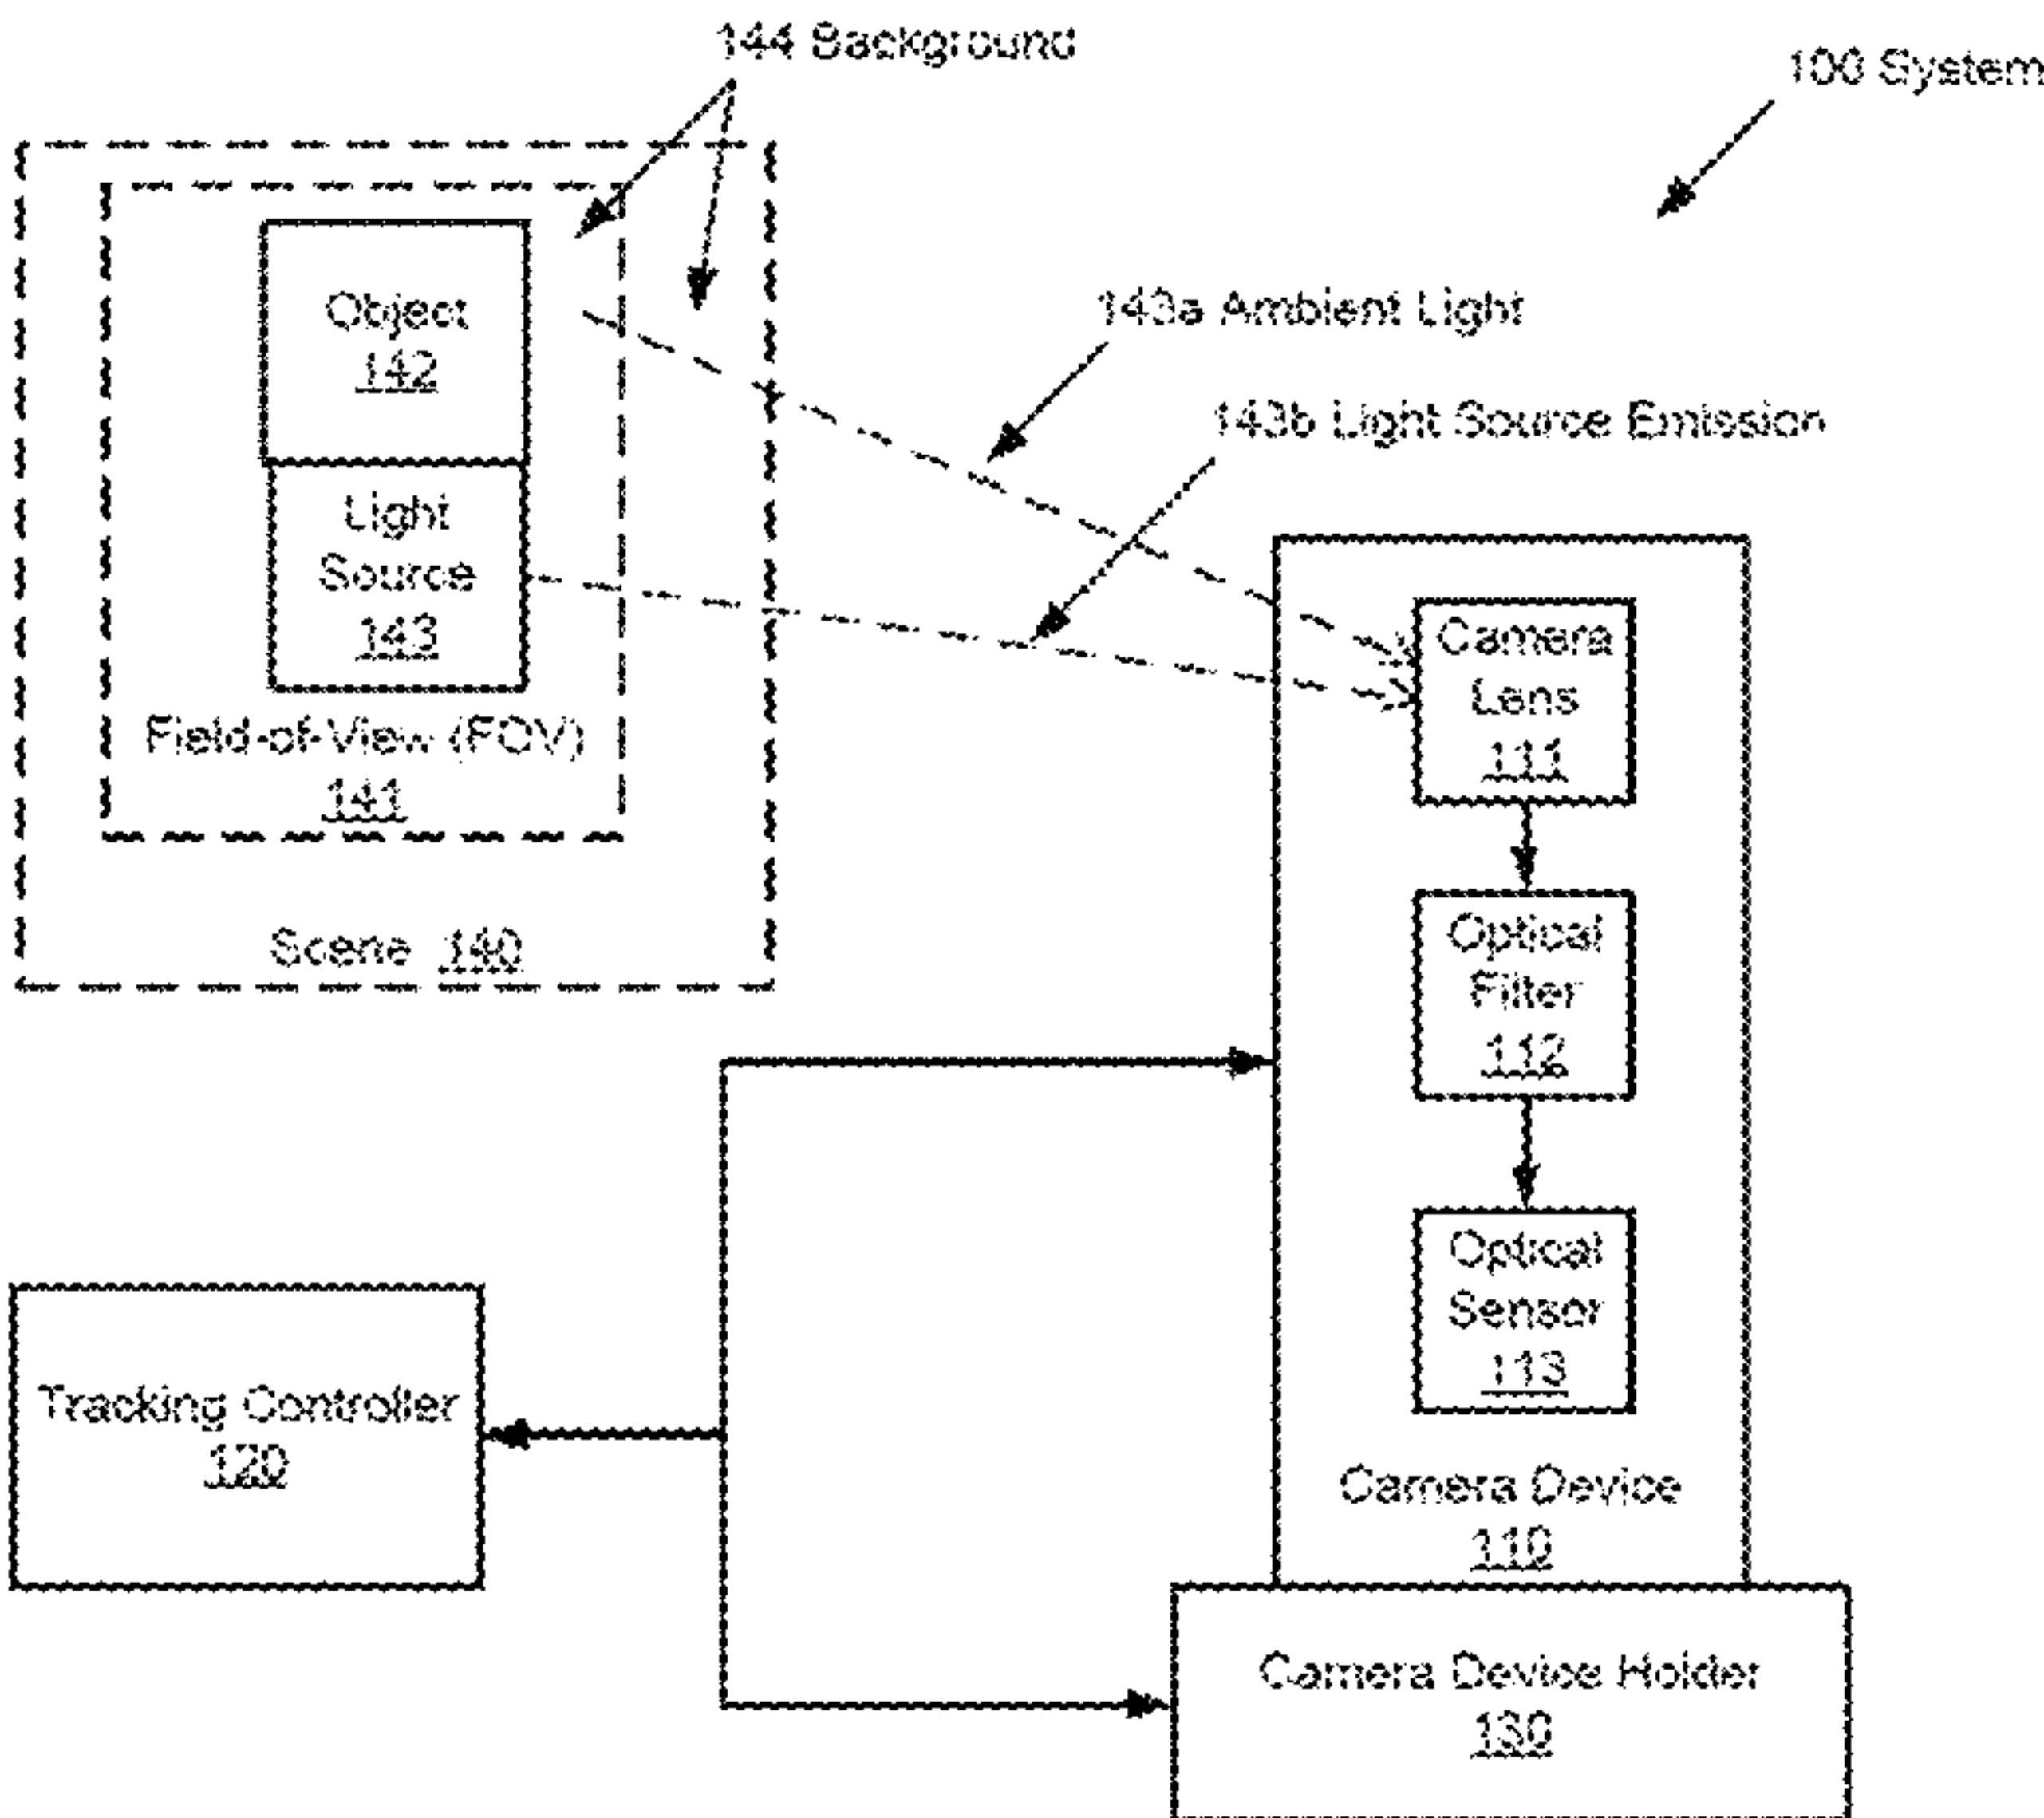 144 Background
100 System
Object
142
143a Ambient Light
143b Light Source Emission
Light
Source
143
Field-of-View (FOV)
141
Scene 140
Camera
Lens
111
Optical
Filter
112
Optical
Sensor
113
Camera Device
110
Tracking Controller
120
Camera Device Holder
130